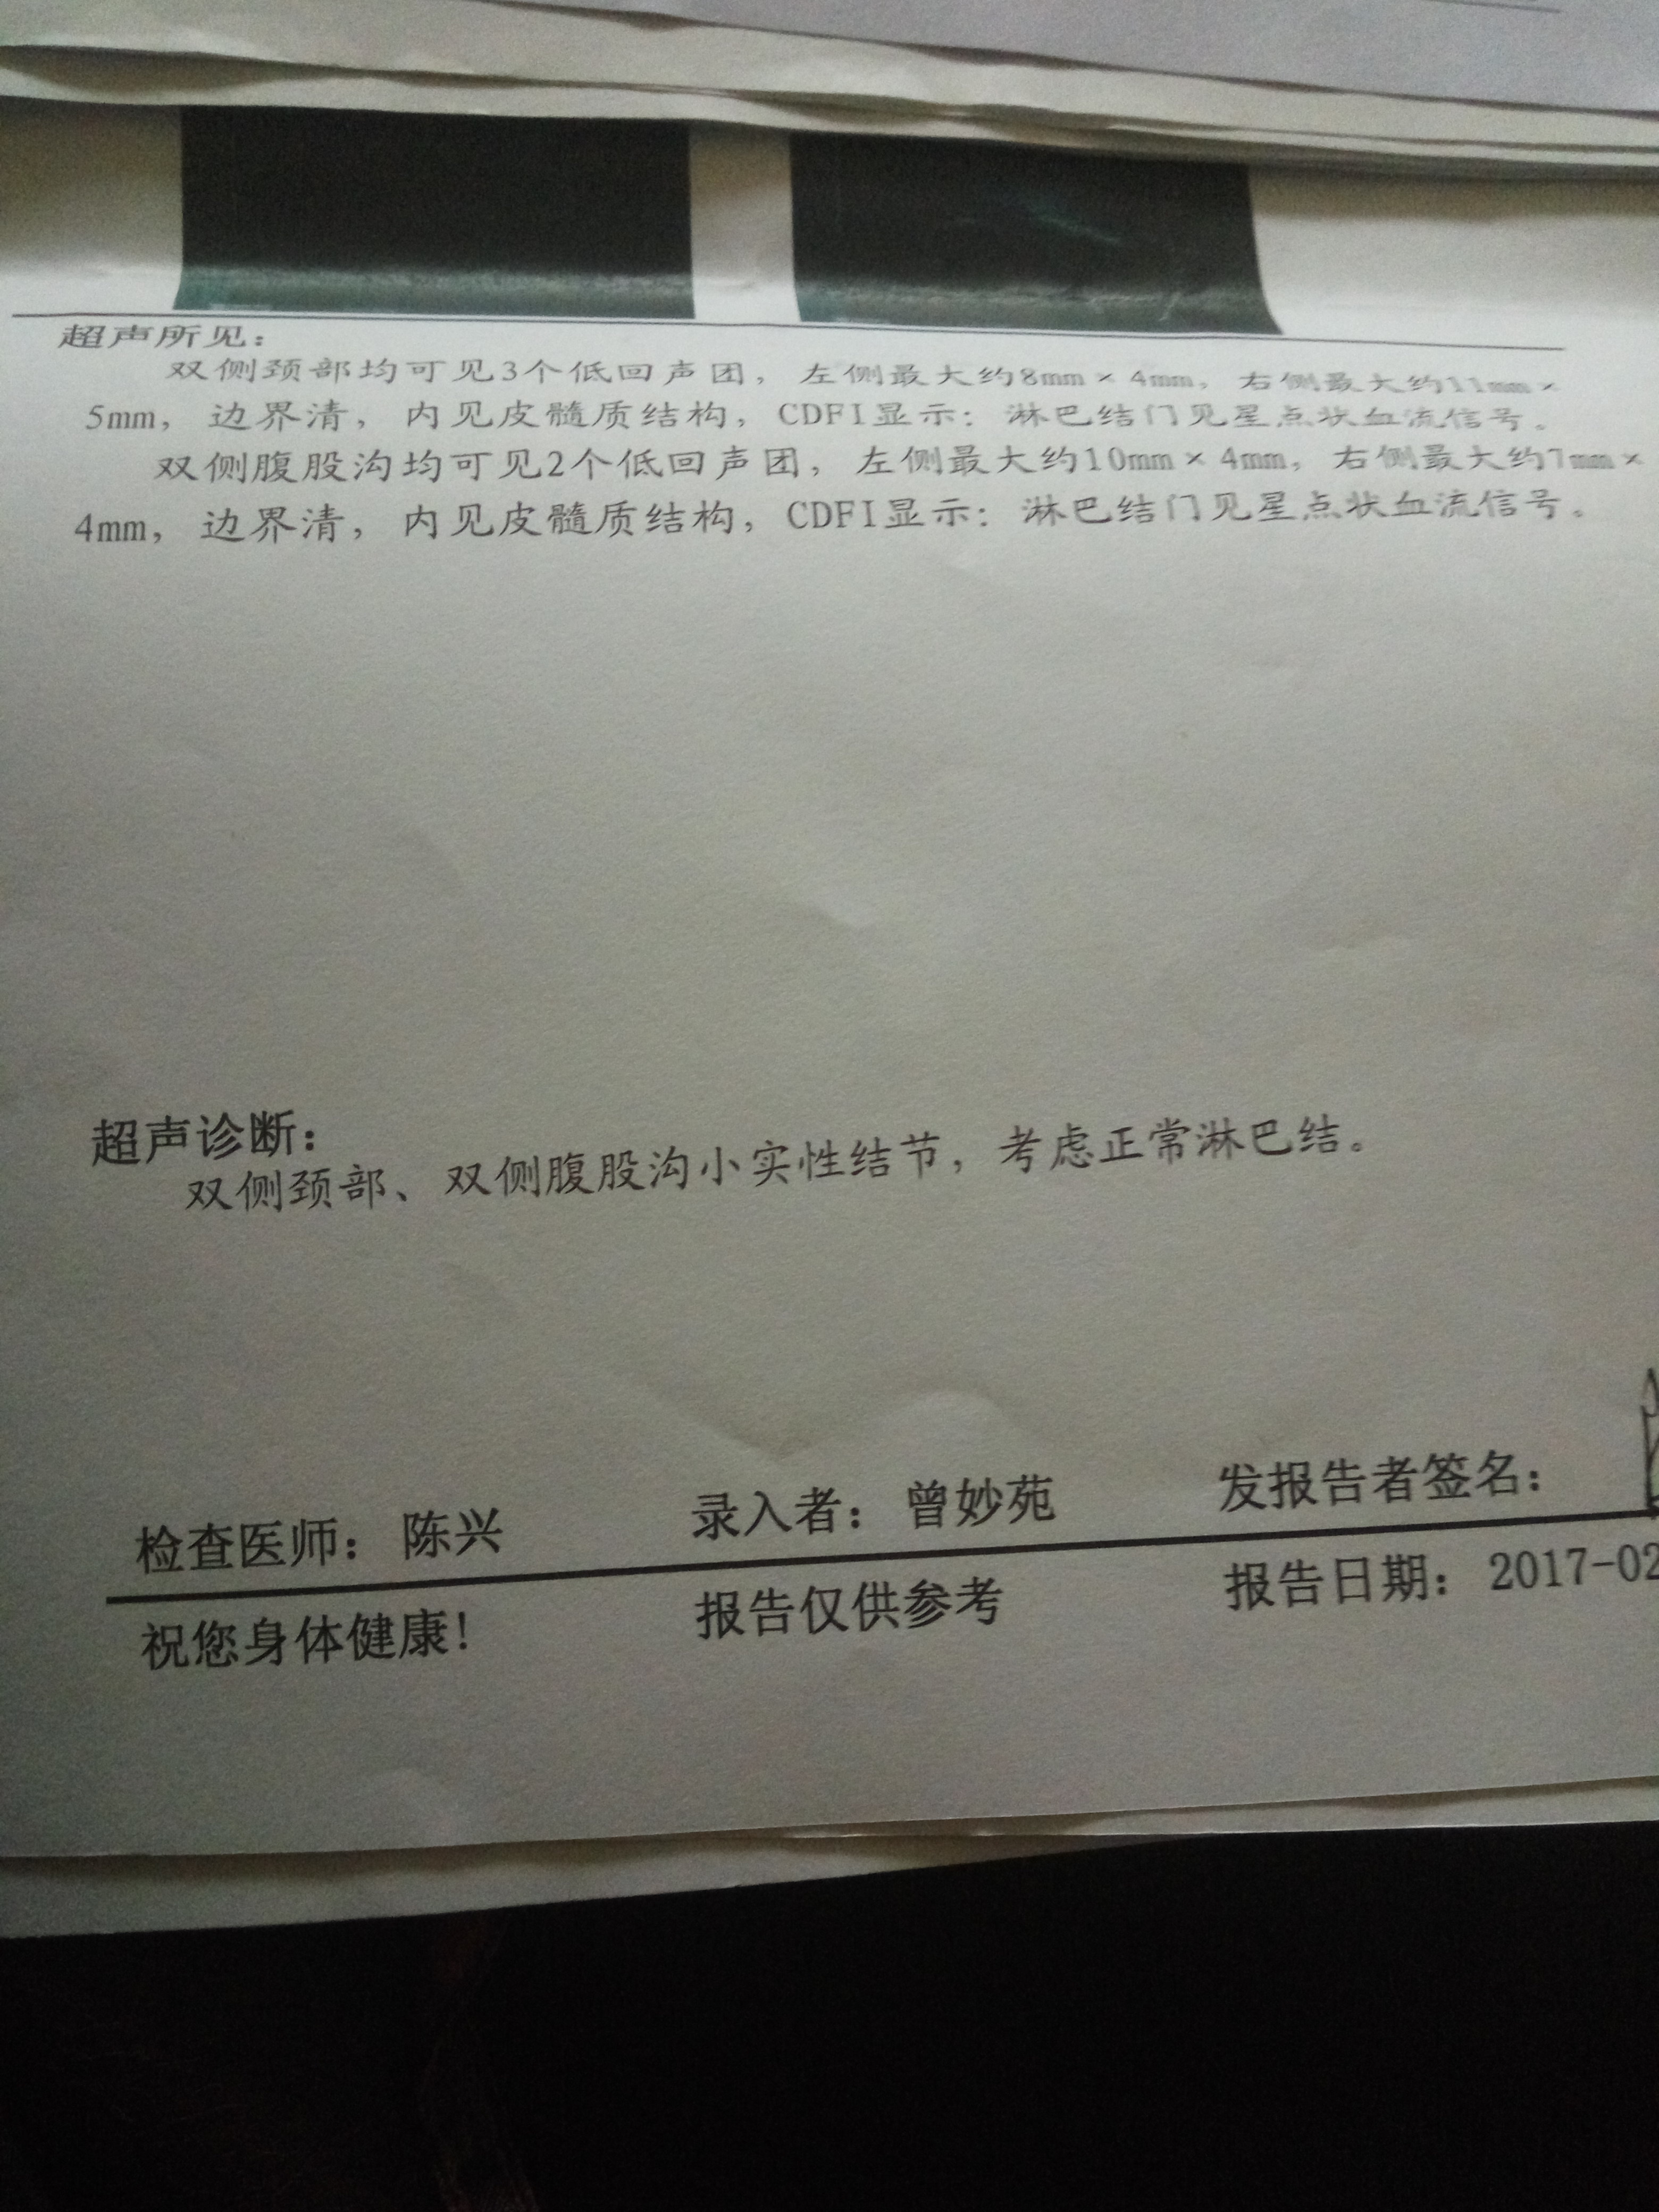 超声所见：
双侧颈部均可见3个低回声团，左侧最大约8mm×4mm，右侧最大约11mm×
5mm，边界清，内见皮髓质结构，CDFI显示：淋巴结门见星点状血流信号。
双侧腹股沟均可见2个低回声团，左侧最大约10mm×4mm，右侧最大约7mm×
4mm，边界清，内见皮髓质结构，CDFI显示：淋巴结门见星点状血流信号。
超声诊断：
双侧颈部、双侧腹股沟小实性结节，考虑正常淋巴结。
检查医师：陈兴 录入者：曾妙苑 发报告者签名：
祝您身体健康！ 报告仅供参考 报告日期：2017-02